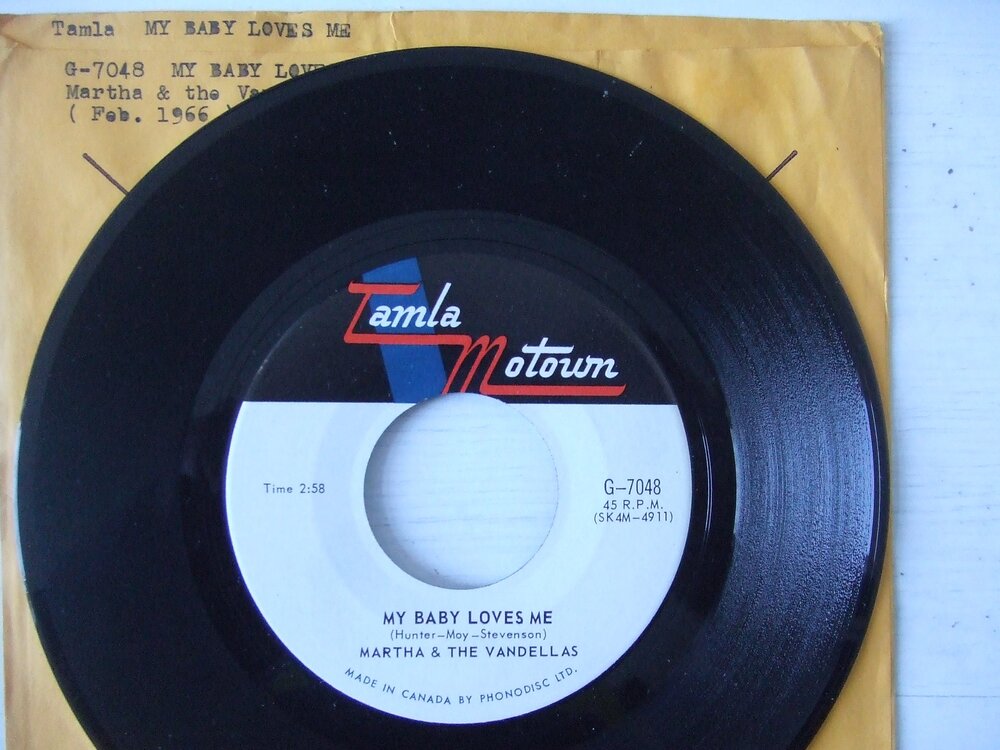 Tamla MY BABY LOVES ME
G-7048 MY BABY
Martha & the
( Feb. 1966
Tamla
Motown
Time 2:58
G-7048
45 R.P.M.
(SK4M-4911)
MY BABY LOVES ME
(Hunter-Moy-Stevenson)
MARTHA & THE VANDELLAS
MADE IN CANADA BY PHONODISC LTD.